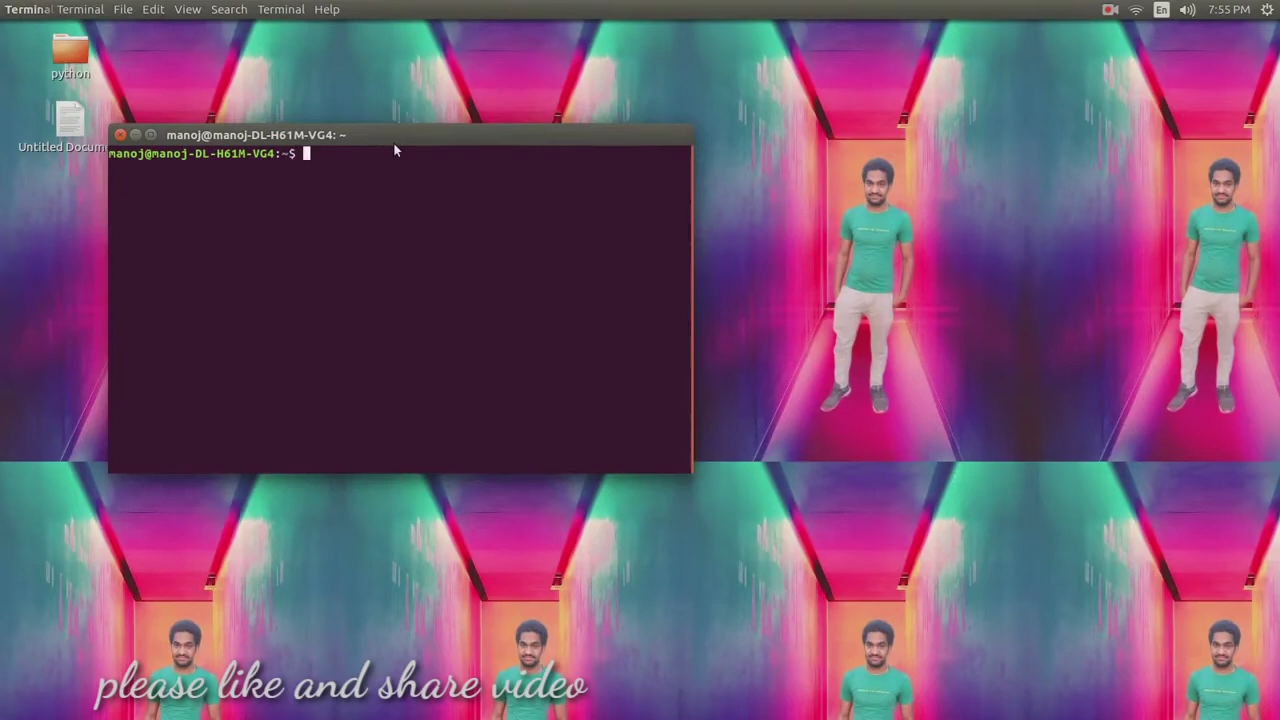 Terminal Terminal File Edit View Search Terminal Help
En 7:55 PM
python
Untitled Docum
manoj@manoj-DL-H61M-VG4: ~
manoj@manoj-DL-H61M-VG4:~$
please like and share video